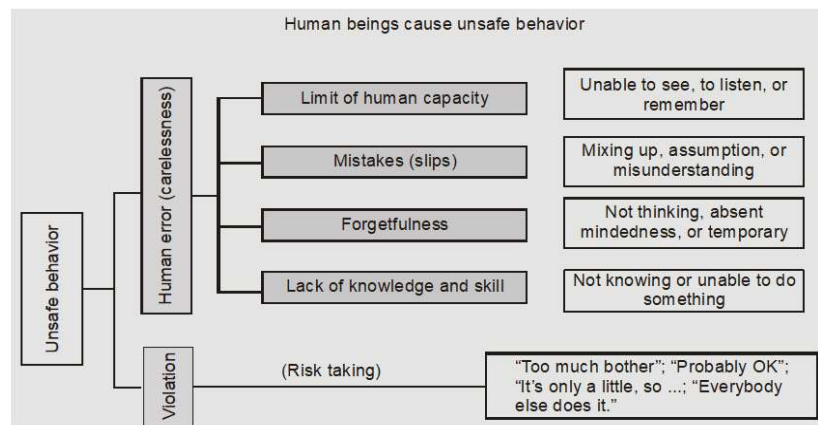 Human beings cause unsafe behavior
Unsafe behavior
Human error (carelessness)
Limit of human capacity
Unable to see, to listen, or
remember
Mistakes (slips)
Mixing up, assumption, or
misunderstanding
Forgetfulness
Not thinking, absent
mindedness, or temporary
Lack of knowledge and skill
Not knowing or unable to do
something
Violation
(Risk taking)
“Too much bother”; “Probably OK”;
“It’s only a little, so ...; “Everybody
else does it.”